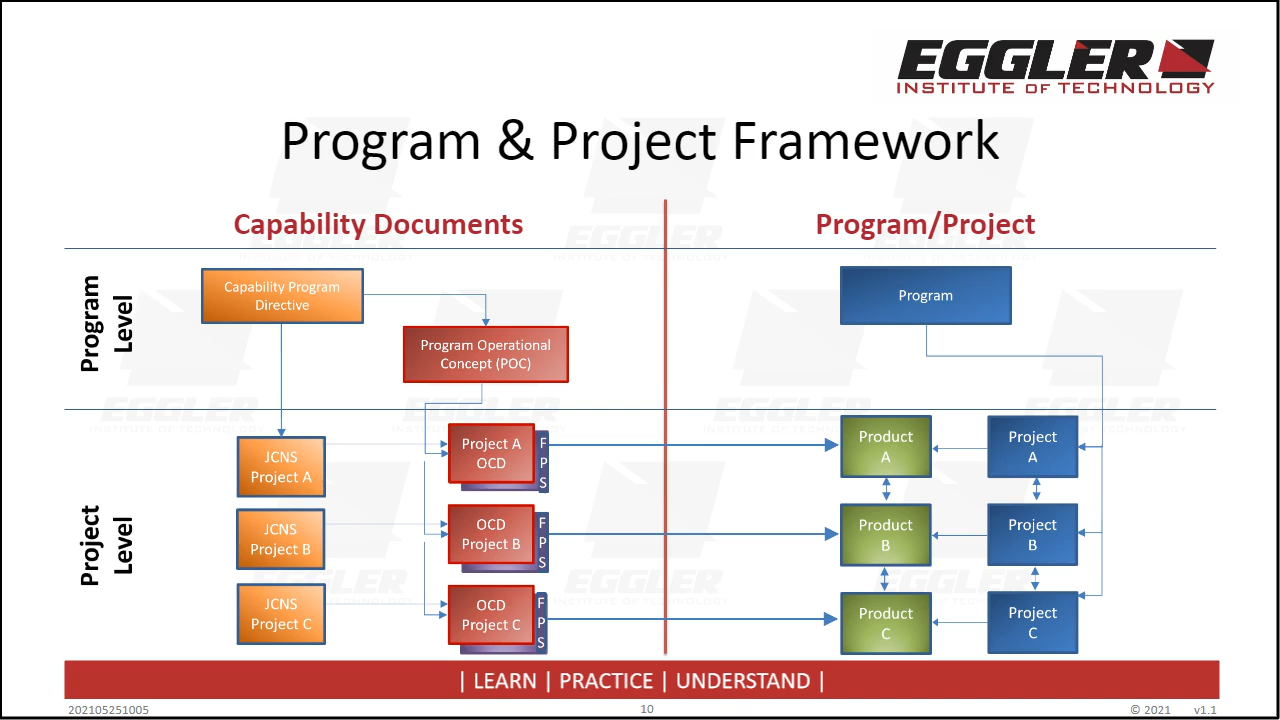 EGGLER
INSTITUTE OF TECHNOLOGY
Program & Project Framework
Capability Documents
Program/Project
Program
Level
Capability Program
Directive
Program Operational
Concept (POC)
Program
Project
Level
JCNS
Project A
Project A
OCD
F
P
S
Product
A
Project
A
JCNS
Project B
OCD
Project B
F
P
S
Product
B
Project
B
JCNS
Project C
OCD
Project C
F
P
S
Product
C
Project
C
| LEARN | PRACTICE | UNDERSTAND |
202105251005
10
© 2021 v1.1